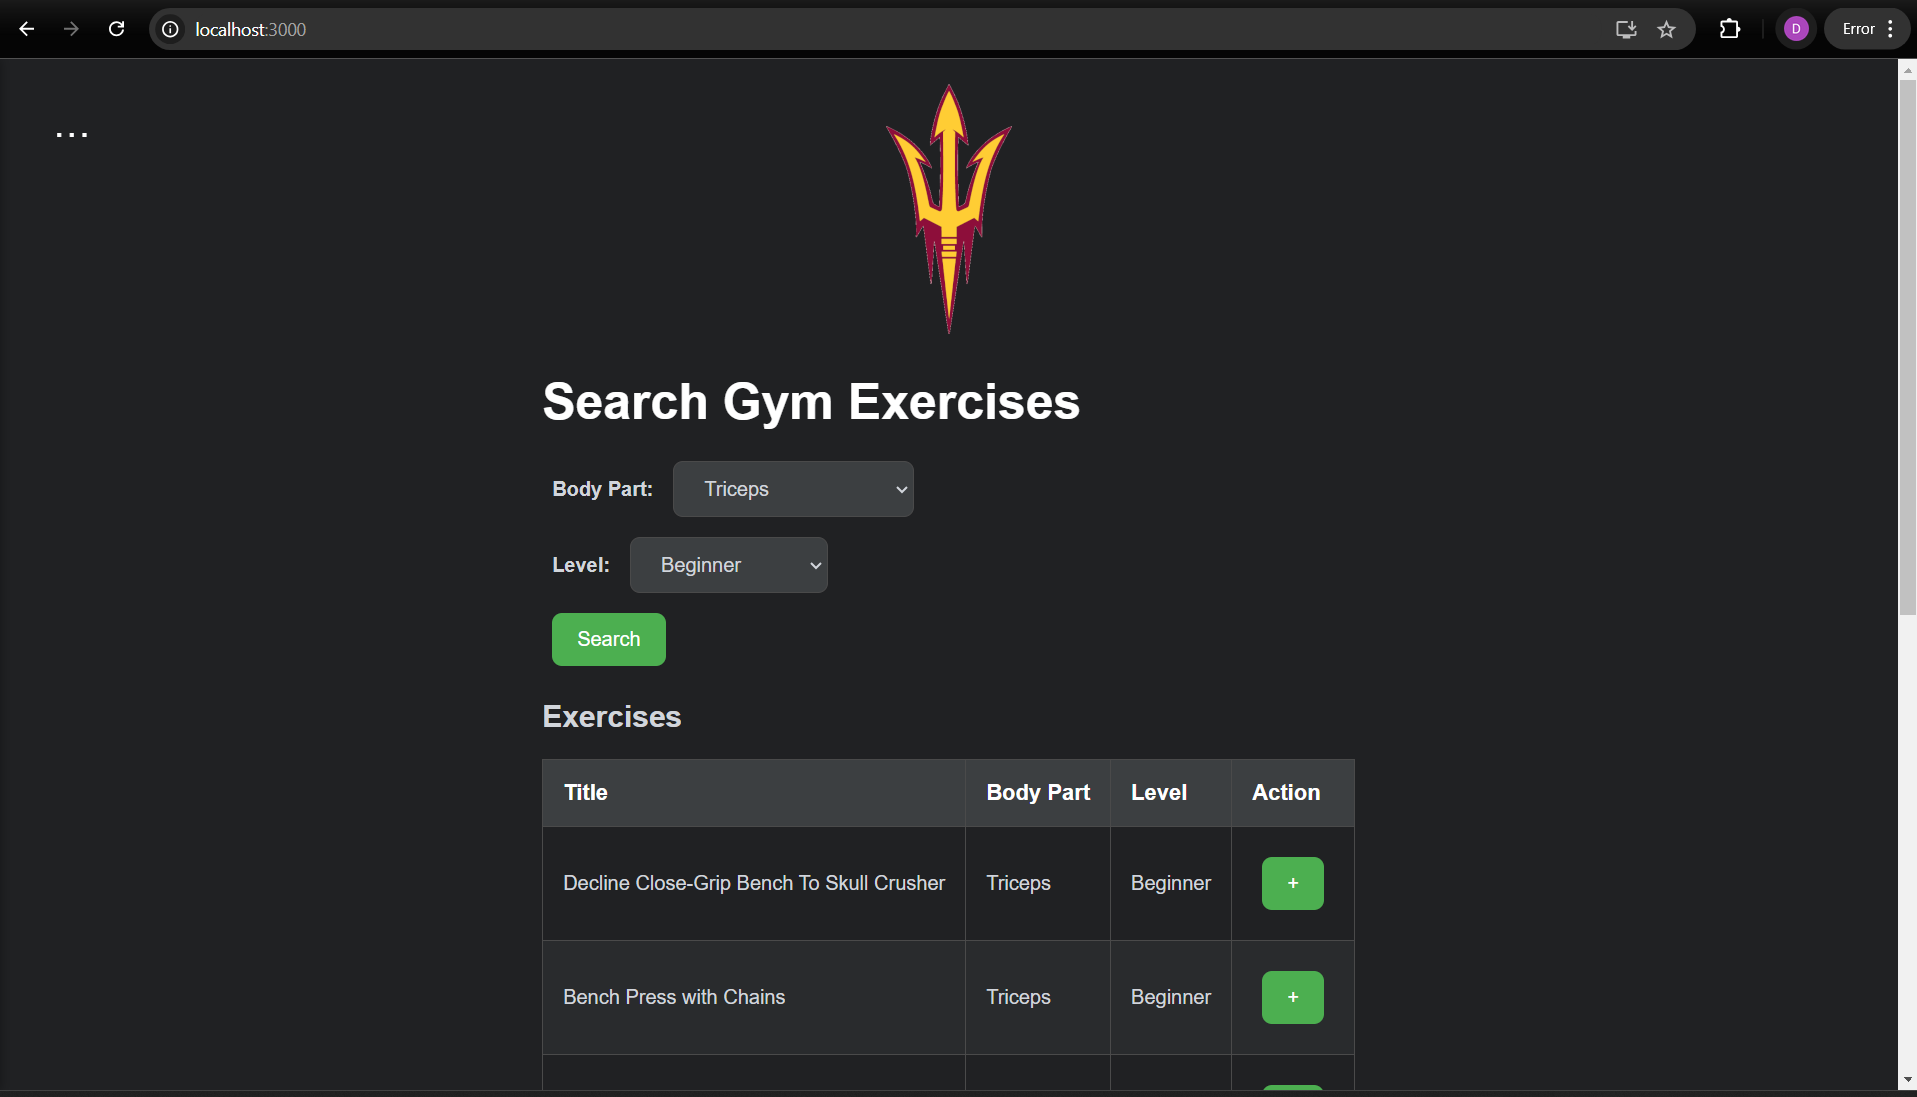 localhost:3000
D
Error
...
Search Gym Exercises
Body Part: Triceps
Level: Beginner
Search
Exercises
Title Body Part Level Action
Decline Close-Grip Bench To Skull Crusher Triceps Beginner +
Bench Press with Chains Triceps Beginner +